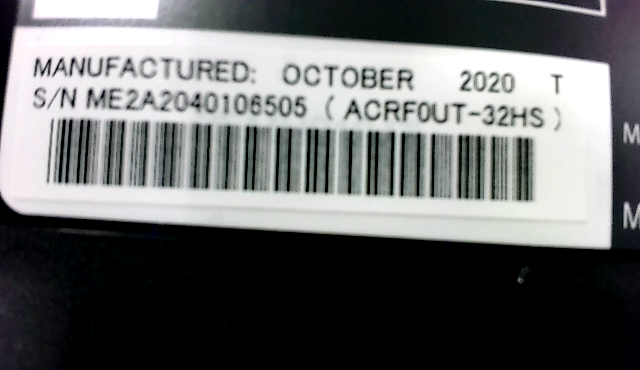 MANUFACTURED: OCTOBER 2020 T
S/N ME2A2040106505 ( ACRF0UT-32HS )
M
M